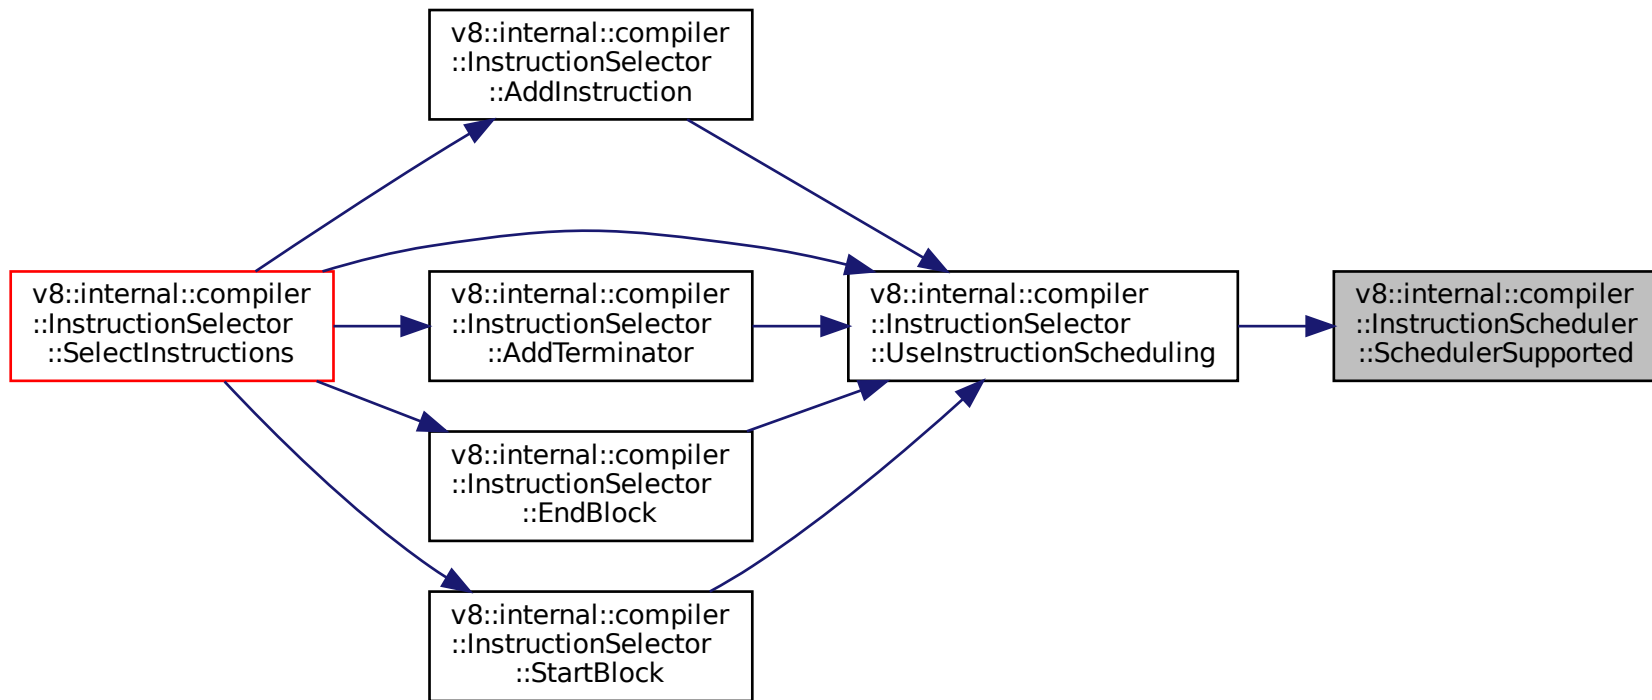 v8::internal::compiler
::InstructionSelector
::AddInstruction
v8::internal::compiler
::InstructionSelector
::SelectInstructions
v8::internal::compiler
::InstructionSelector
::AddTerminator
v8::internal::compiler
::InstructionSelector
::UseInstructionScheduling
v8::internal::compiler
::InstructionScheduler
::SchedulerSupported
v8::internal::compiler
::InstructionSelector
::EndBlock
v8::internal::compiler
::InstructionSelector
::StartBlock